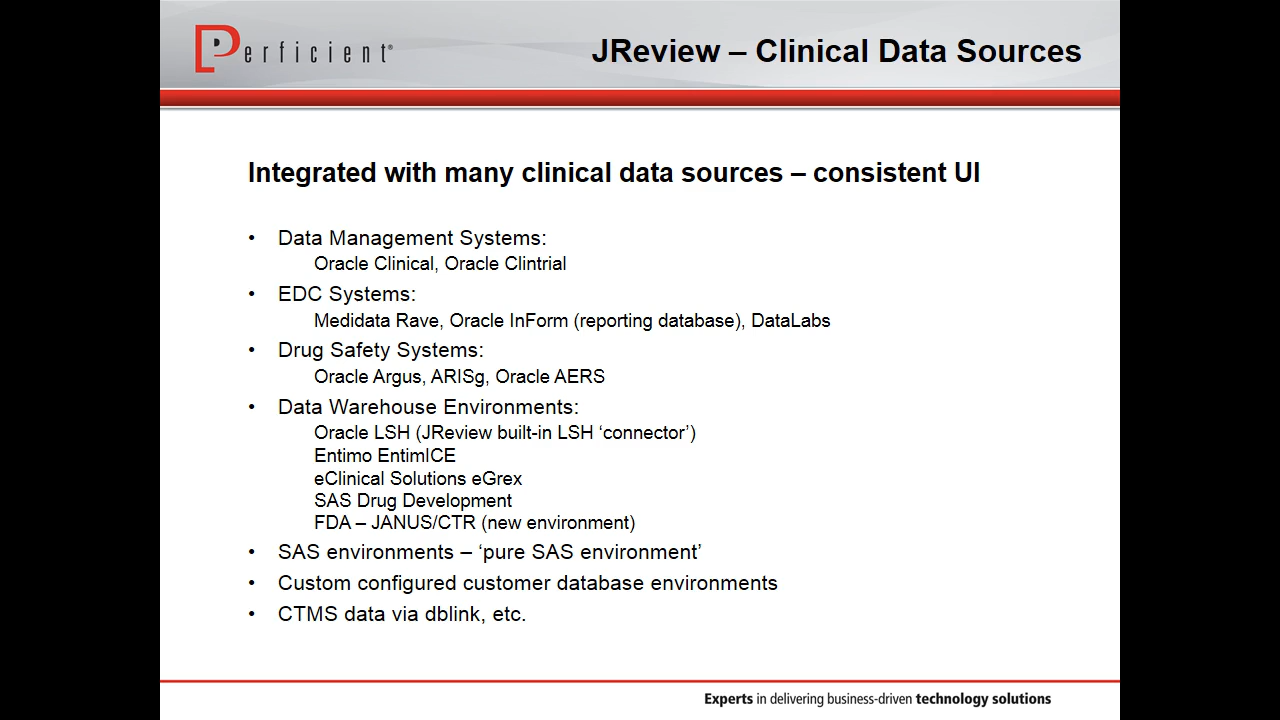 Perficient®
JReview – Clinical Data Sources
Integrated with many clinical data sources – consistent UI
• Data Management Systems:
Oracle Clinical, Oracle Clintrial
• EDC Systems:
Medidata Rave, Oracle InForm (reporting database), DataLabs
• Drug Safety Systems:
Oracle Argus, ARISg, Oracle AERS
• Data Warehouse Environments:
Oracle LSH (JReview built-in LSH ‘connector’)
Entimo EntimICE
eClinical Solutions eGrex
SAS Drug Development
FDA – JANUS/CTR (new environment)
• SAS environments – ‘pure SAS environment’
• Custom configured customer database environments
• CTMS data via dblink, etc.
Experts in delivering business-driven technology solutions